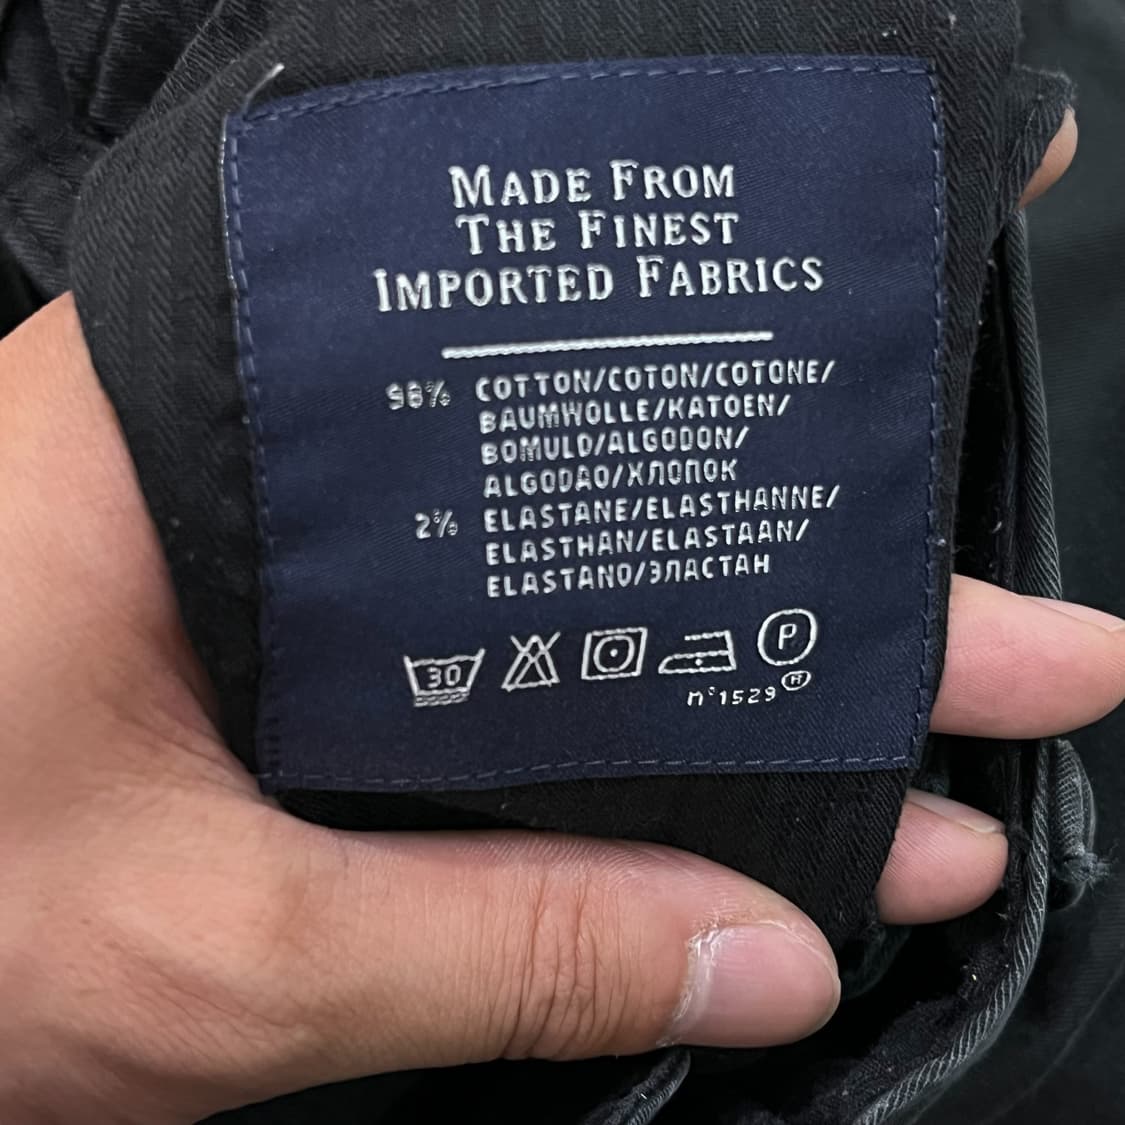 MADE FROM
THE FINEST
IMPORTED FABRICS
98% COTTON/COTON/COTONE/
BAUMWOLLE/KATOEN/
BOMULD/ALGODON/
ALGODAO/ХЛОПОК
2% ELASTANE/ELASTHANNE/
ELASTHAN/ELASTAAN/
ELASTANO/ЭЛАСТАН
30 P
n°1529 M